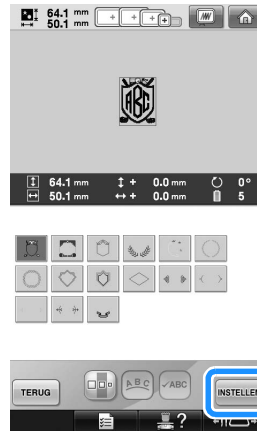 64.1 mm
50.1 mm
ABC
64.1 mm 0.0 mm 0°
50.1 mm + 0.0 mm 5
TERUG ABC ✓ABC INSTELLEN
?